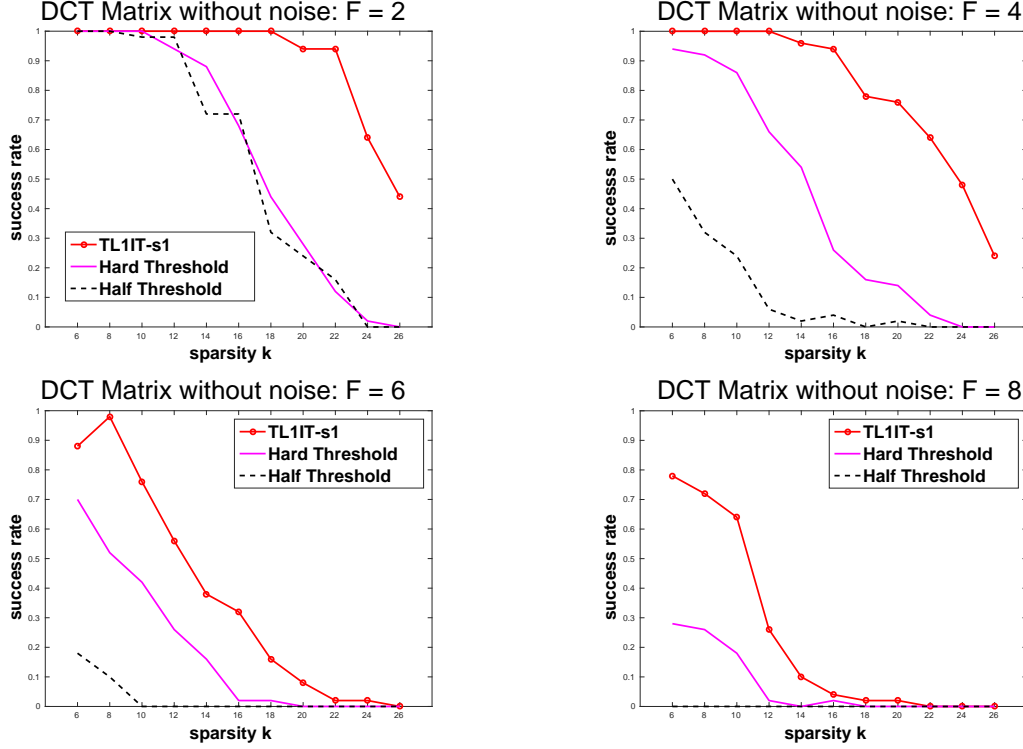 DCT Matrix without noise: F = 2
1
0.9
0.8
0.7
0.6
0.5
0.4
0.3
0.2
0.1
0
success rate
TL1IT-s1
Hard Threshold
Half Threshold
6 8 10 12 14 16 18 20 22 24 26
sparsity k
DCT Matrix without noise: F = 4
1
0.9
0.8
0.7
0.6
0.5
0.4
0.3
0.2
0.1
0
successs rate
6 8 10 12 14 16 18 20 22 24 26
sparsity k
DCT Matrix without noise: F = 6
1
0.9
0.8
0.7
0.6
0.5
0.4
0.3
0.2
0.1
0
success rate
TL1IT-s1
Hard Threshold
Half Threshold
6 8 10 12 14 16 18 20 22 24 26
sparsity k
DCT Matrix without noise: F = 8
1
0.9
0.8
0.7
0.6
0.5
0.4
0.3
0.2
0.1
0
success rate
TL1IT-s1
Hard Threshold
Half Threshold
6 8 10 12 14 16 18 20 22 24 26
sparsity k